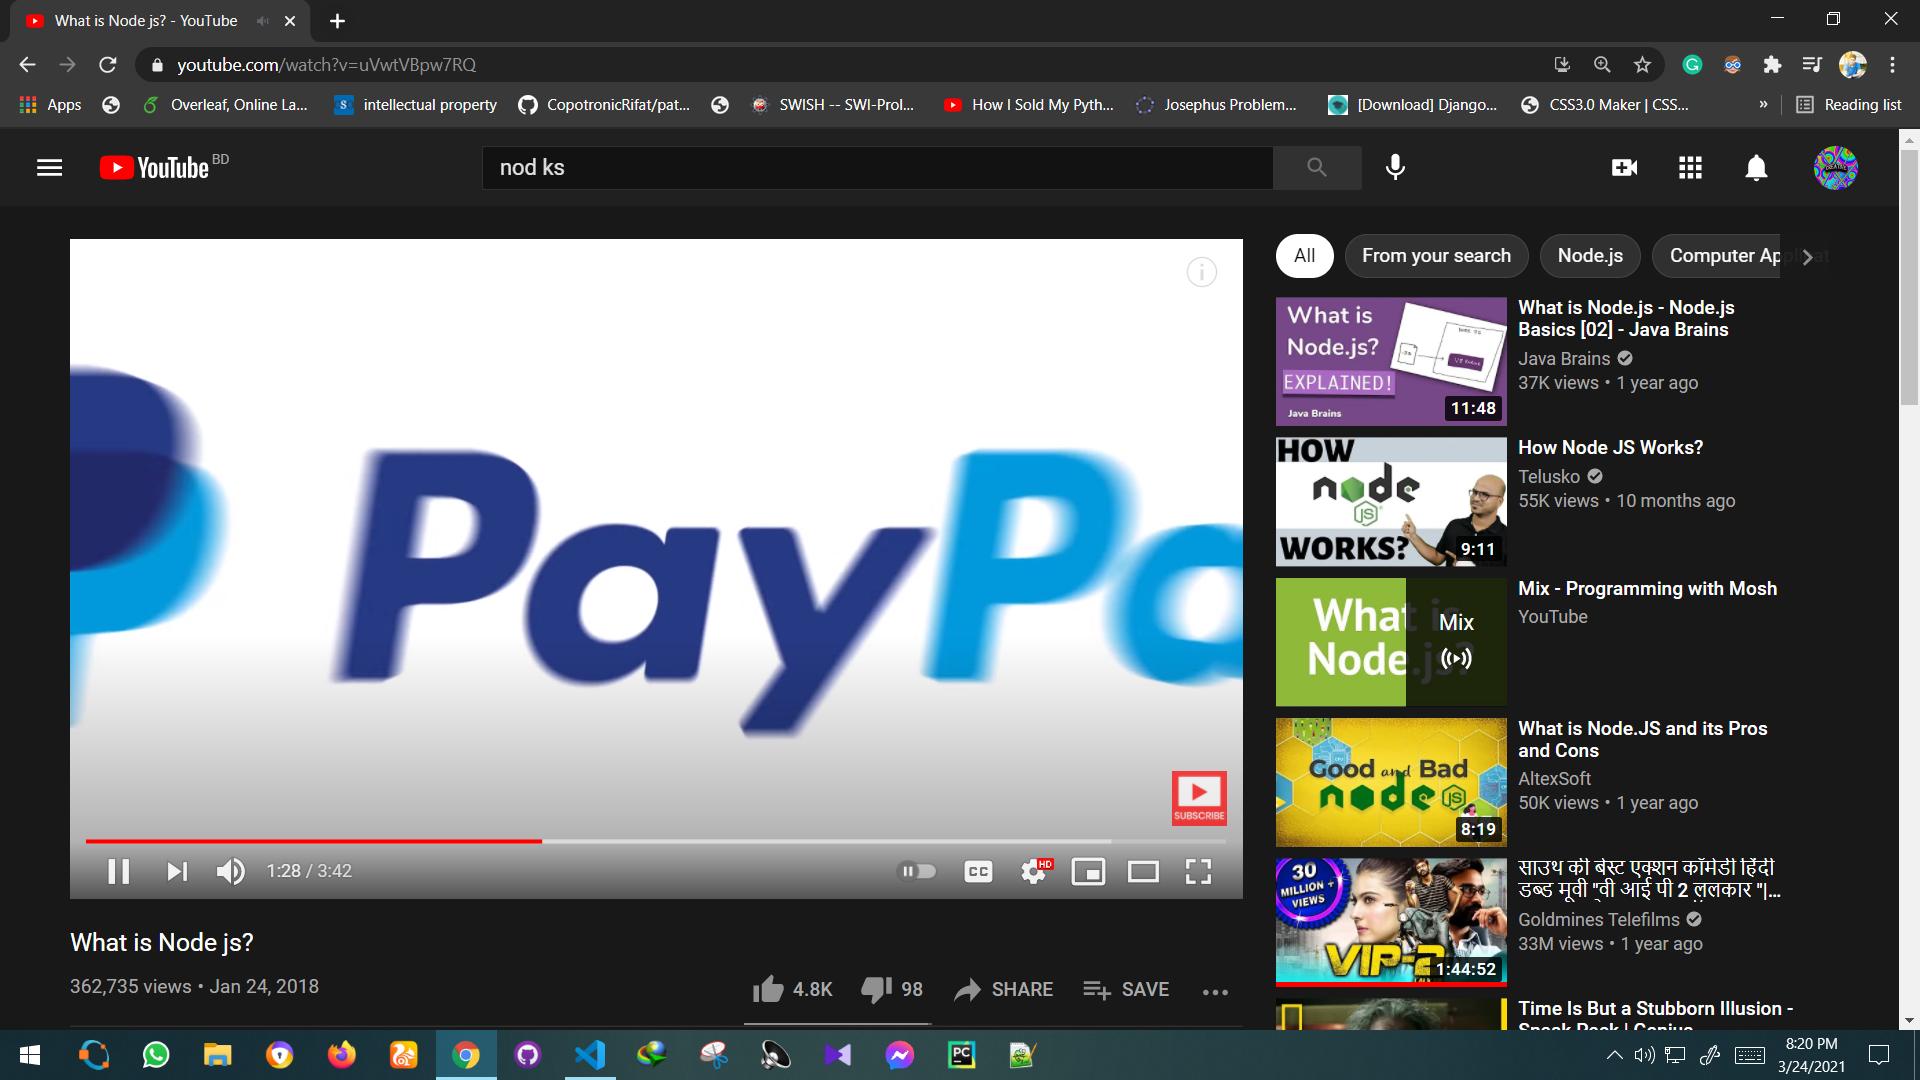 What is Node js? - YouTube
youtube.com/watch?v=uVwtVBpw7RQ
Apps
Overleaf, Online La...
intellectual property
CopotronicRifat/pat...
SWISH -- SWI-Prol...
How I Sold My Pyth...
Josephus Problem...
[Download] Django...
CSS3.0 Maker | CSS...
»
Reading list
YouTube BD
nod ks
All
From your search
Node.js
Computer Ap
PayPa
SUBSCRIBE
1:28 / 3:42
CC
HD
What is Node js?
362,735 views • Jan 24, 2018
4.8K
98
SHARE
SAVE
What is
Node.js?
EXPLAINED!
Java Brains
11:48
What is Node.js - Node.js
Basics [02] - Java Brains
Java Brains
37K views • 1 year ago
HOW
node
JS
WORKS?
9:11
How Node JS Works?
Telusko
55K views • 10 months ago
What is
Node.js?
Mix
Mix - Programming with Mosh
YouTube
Good and Bad
node JS
8:19
What is Node.JS and its Pros
and Cons
AltexSoft
50K views • 1 year ago
30
MILLION +
VIEWS
VIP-2
1:44:52
साउथ की बेस्ट एक्शन कॉमेडी हिंदी
डब्ड मूवी "वी आई पी 2 ललकार "|...
Goldmines Telefilms
33M views • 1 year ago
Time Is But a Stubborn Illusion -
Sneak Peek | Genius
PC
8:20 PM
3/24/2021